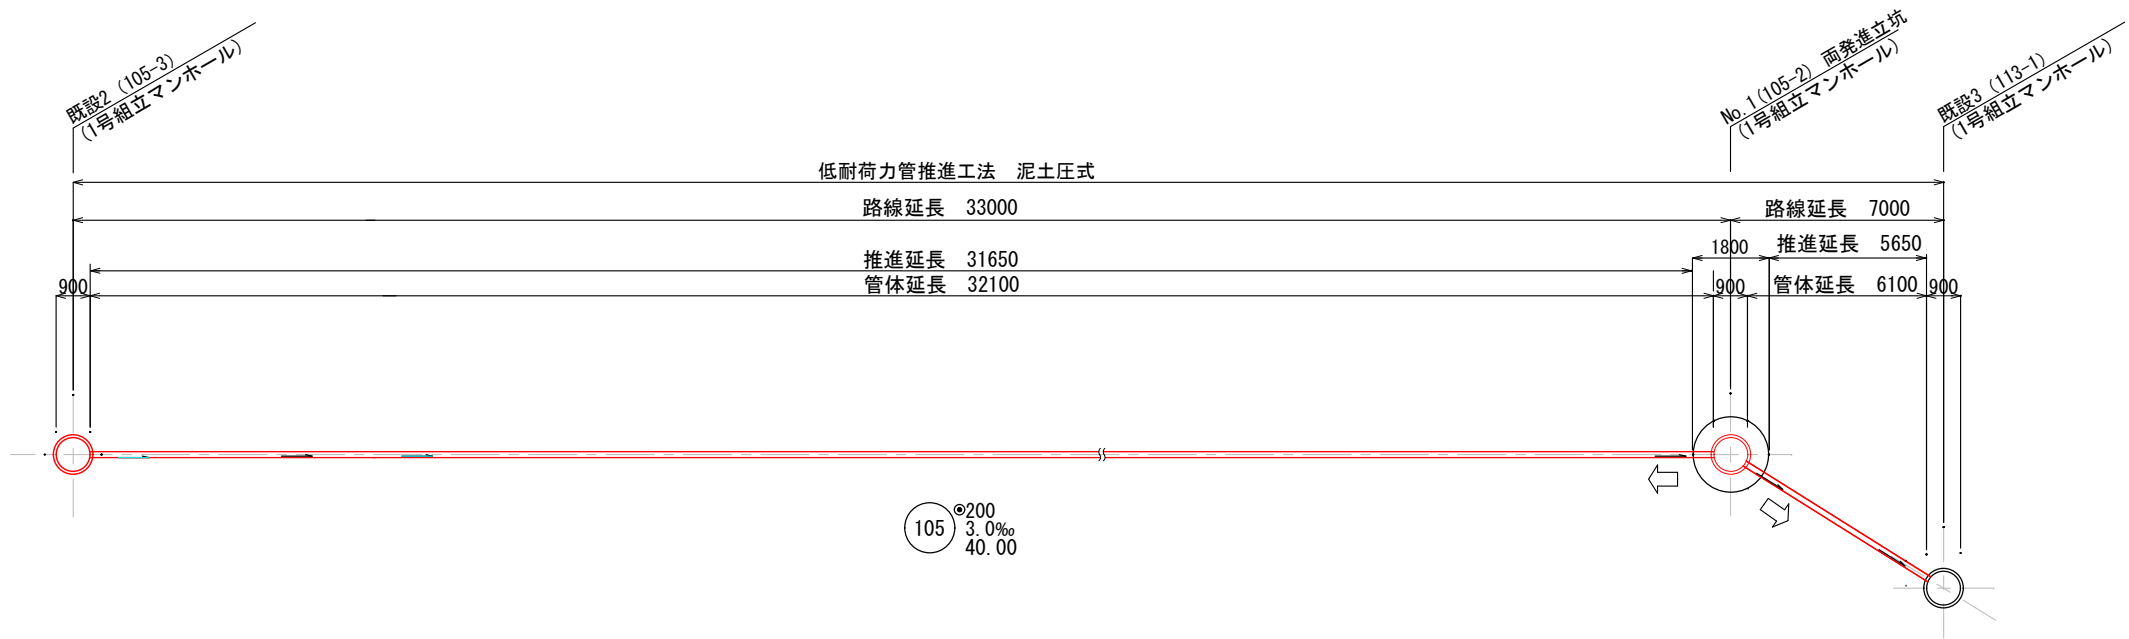 既設2 (105-3)
(1号組立マンホール)
No.1(105-2) 両発進立坑
(1号組立マンホール)
既設3 (113-1)
(1号組立マンホール)
低耐荷力管推進工法 泥土圧式
路線延長 33000
路線延長 7000
推進延長 31650
1800
推進延長 5650
900
管体延長 32100
900
管体延長 6100
900
105
200
3.0‰
40.00